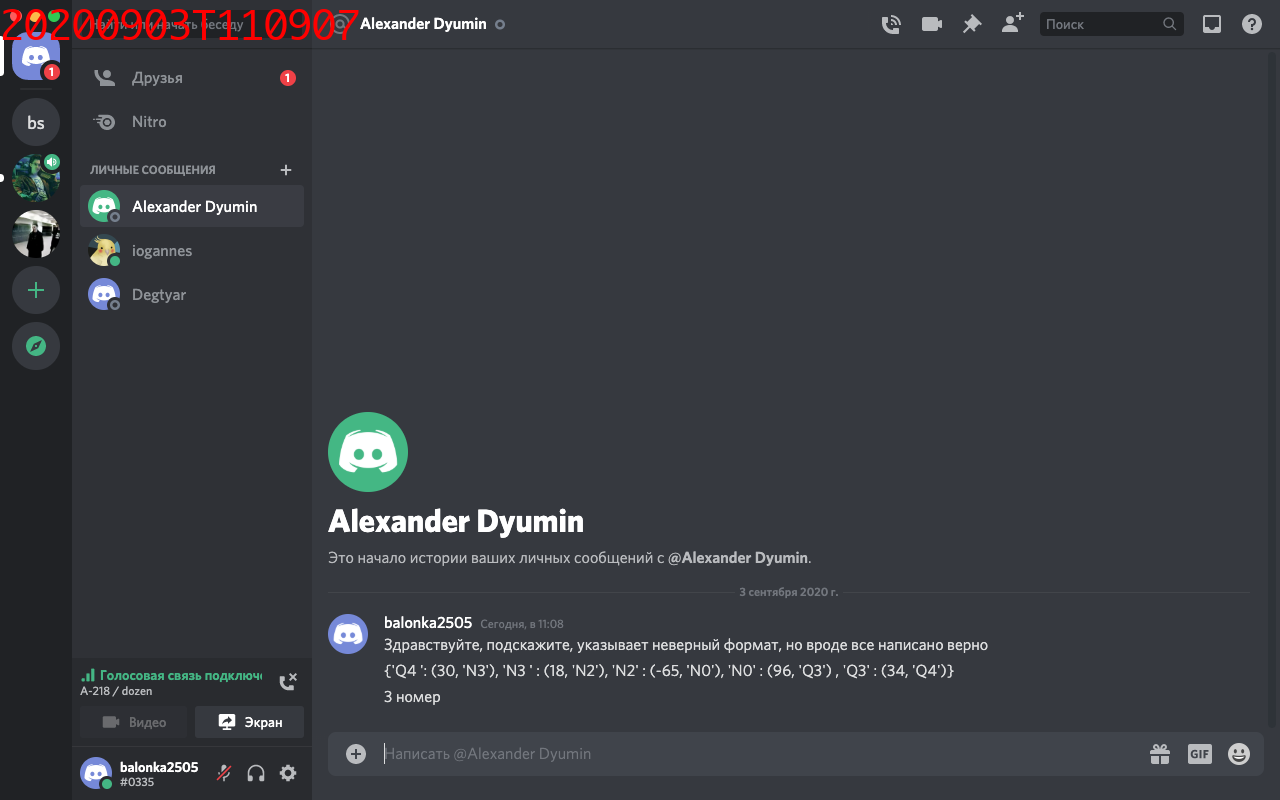 20200903T110907
Найти или начать беседу
1
bs
Друзья
1
Nitro
ЛИЧНЫЕ СООБЩЕНИЯ
Alexander Dyumin
iogannes
Degtyar
Голосовая связь подключе
A-218 / dozen
Видео
Экран
balonka2505
#0335
Alexander Dyumin
Поиск
Alexander Dyumin
Это начало истории ваших личных сообщений с @Alexander Dyumin.
3 сентября 2020 г.
balonka2505 Сегодня, в 11:08
Здравствуйте, подскажите, указывает неверный формат, но вроде все написано верно
{'Q4 ': (30, 'N3'), 'N3 ' : (18, 'N2'), 'N2' : (-65, 'N0'), 'N0' : (96, 'Q3') , 'Q3' : (34, 'Q4')}
3 номер
Написать @Alexander Dyumin
GIF